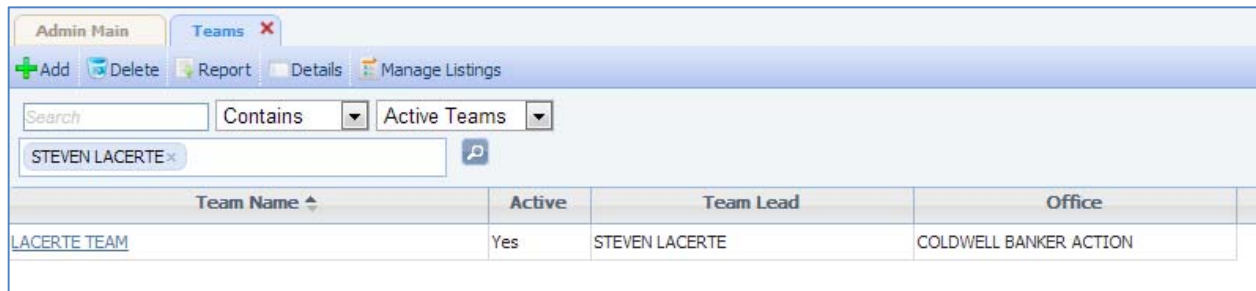 Admin Main Teams
Add Delete Report Details Manage Listings
Search Contains Active Teams
STEVEN LACERTE
Team Name Active Team Lead Office
LACERTE TEAM Yes STEVEN LACERTE COLDWELL BANKER ACTION